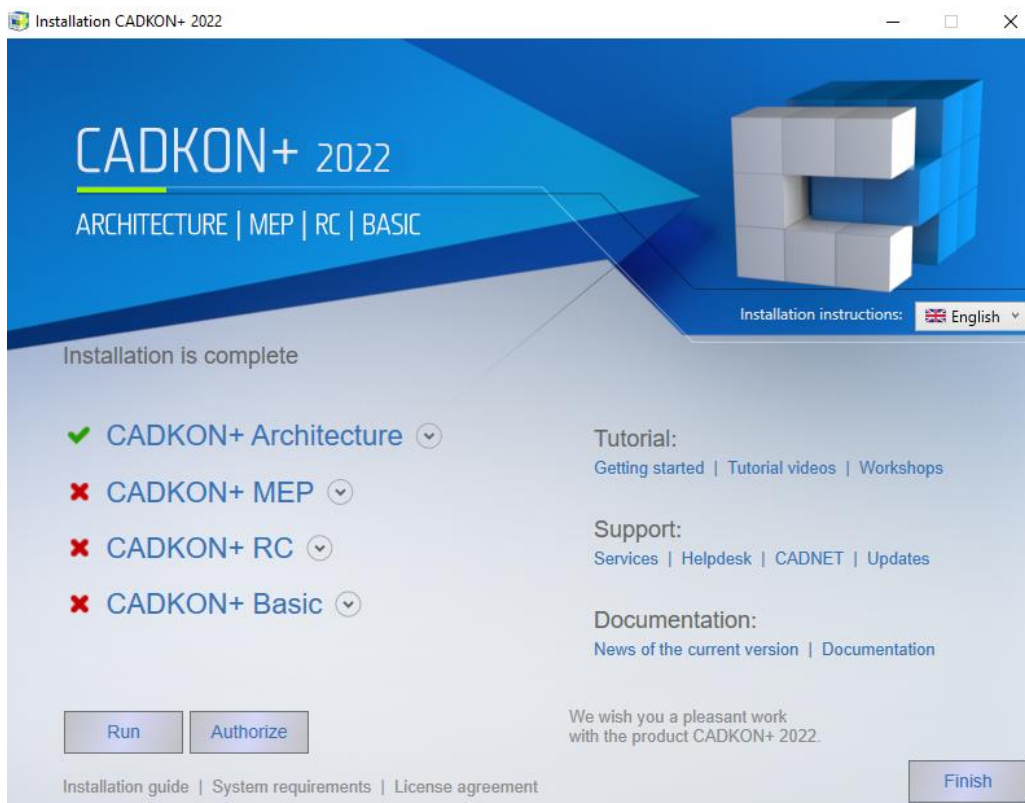 Installation CADKON+ 2022
CADKON+ 2022
ARCHITECTURE | MEP | RC | BASIC
Installation instructions: English
Installation is complete
CADKON+ Architecture
CADKON+ MEP
CADKON+ RC
CADKON+ Basic
Tutorial:
Getting started | Tutorial videos | Workshops
Support:
Services | Helpdesk | CADNET | Updates
Documentation:
News of the current version | Documentation
Run
Authorize
We wish you a pleasant work
with the product CADKON+ 2022.
Installation guide | System requirements | License agreement
Finish